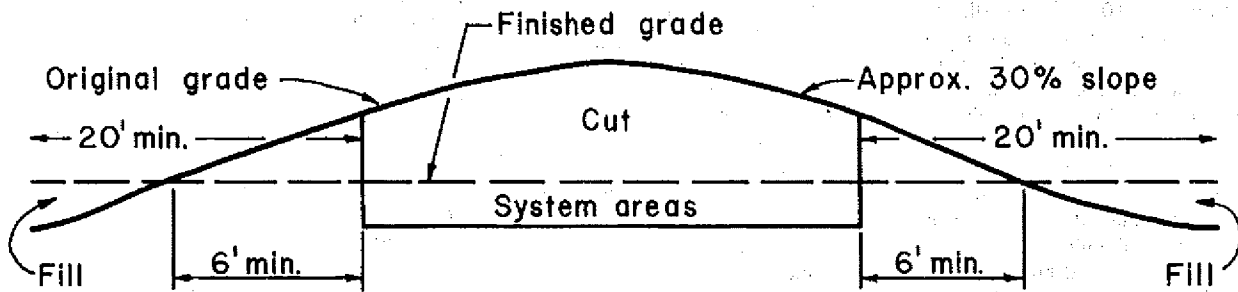 Finished grade
Original grade
Approx. 30% slope
Cut
20' min.
20' min.
System areas
6' min.
6' min.
Fill
Fill